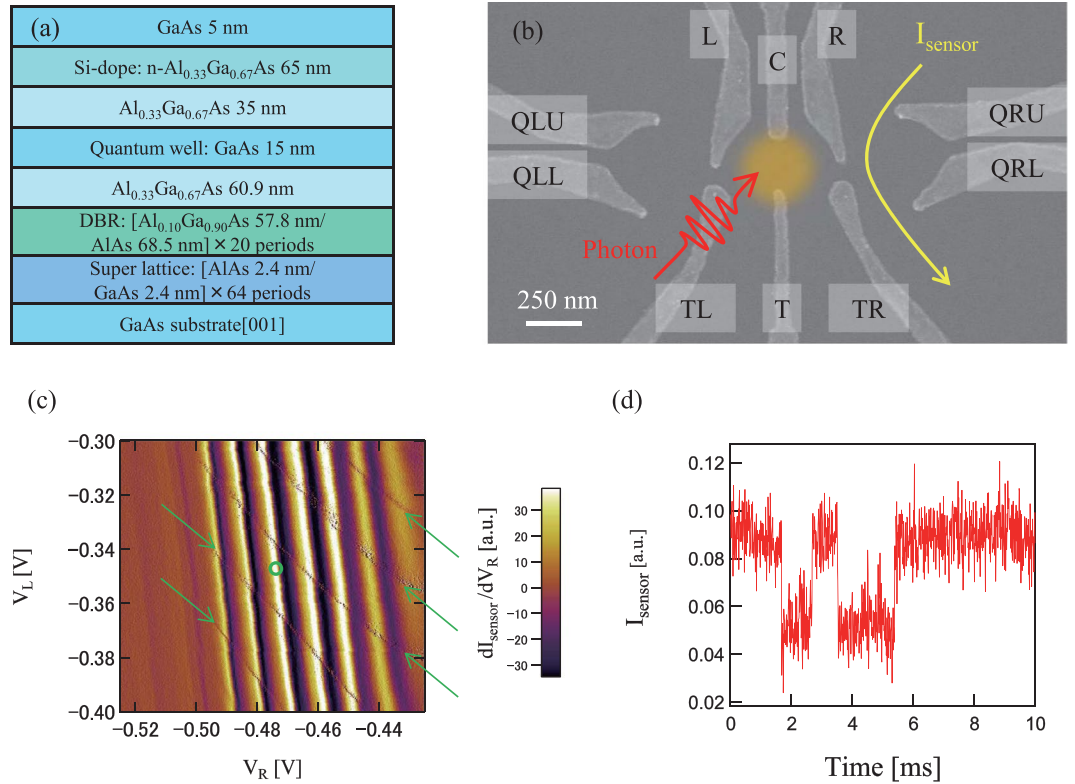 (a)
GaAs 5 nm
Si-dope: n-Al0.33Ga0.67As 65 nm
Al0.33Ga0.67As 35 nm
Quantum well: GaAs 15 nm
Al0.33Ga0.67As 60.9 nm
DBR: [Al0.10Ga0.90As 57.8 nm/
AlAs 68.5 nm] × 20 periods
Super lattice: [AlAs 2.4 nm/
GaAs 2.4 nm] × 64 periods
GaAs substrate[001]
(b)
L
C
R
Isensor
QLU
QRU
QLL
QRL
Photon
250 nm
TL
T
TR
(c)
−0.30
−0.32
−0.34
−0.36
−0.38
−0.40
VL [V]
−0.52
−0.50
−0.48
−0.46
−0.44
VR [V]
30
20
10
0
−10
−20
−30
dIsensor/dVR [a.u.]
(d)
0.12
0.10
0.08
0.06
0.04
0.02
Isensor [a.u.]
0
2
4
6
8
10
Time [ms]